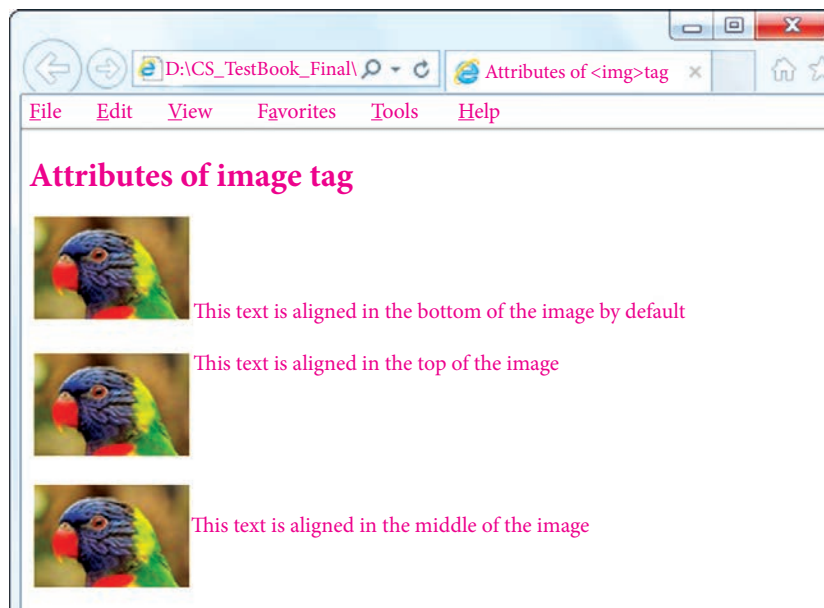 D:\CS_TestBook_Final\
Attributes of <img>tag
File Edit View Favorites Tools Help
Attributes of image tag
This text is aligned in the bottom of the image by default
This text is aligned in the top of the image
This text is aligned in the middle of the image